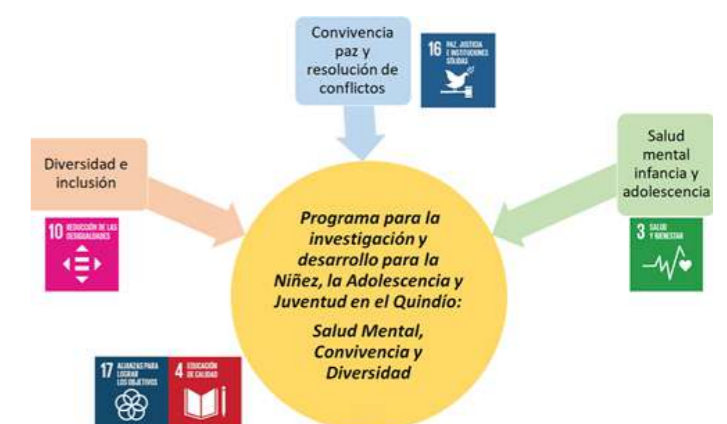 Convivencia
paz y
resolución de
conflictos
16 PAZ, JUSTICIA
E INSTITUCIONES
SÓLIDAS
Diversidad e
inclusión
10 REDUCCIÓN DE LAS
DESIGUALDADES
Salud
mental
infancia y
adolescencia
3 SALUD
Y BIENESTAR
Programa para la
investigación y
desarrollo para la
Niñez, la Adolescencia y
Juventud en el Quindío:
Salud Mental,
Convivencia y
Diversidad
17 ALIANZAS PARA
LOGRAR
LOS OBJETIVOS
4 EDUCACIÓN
DE CALIDAD